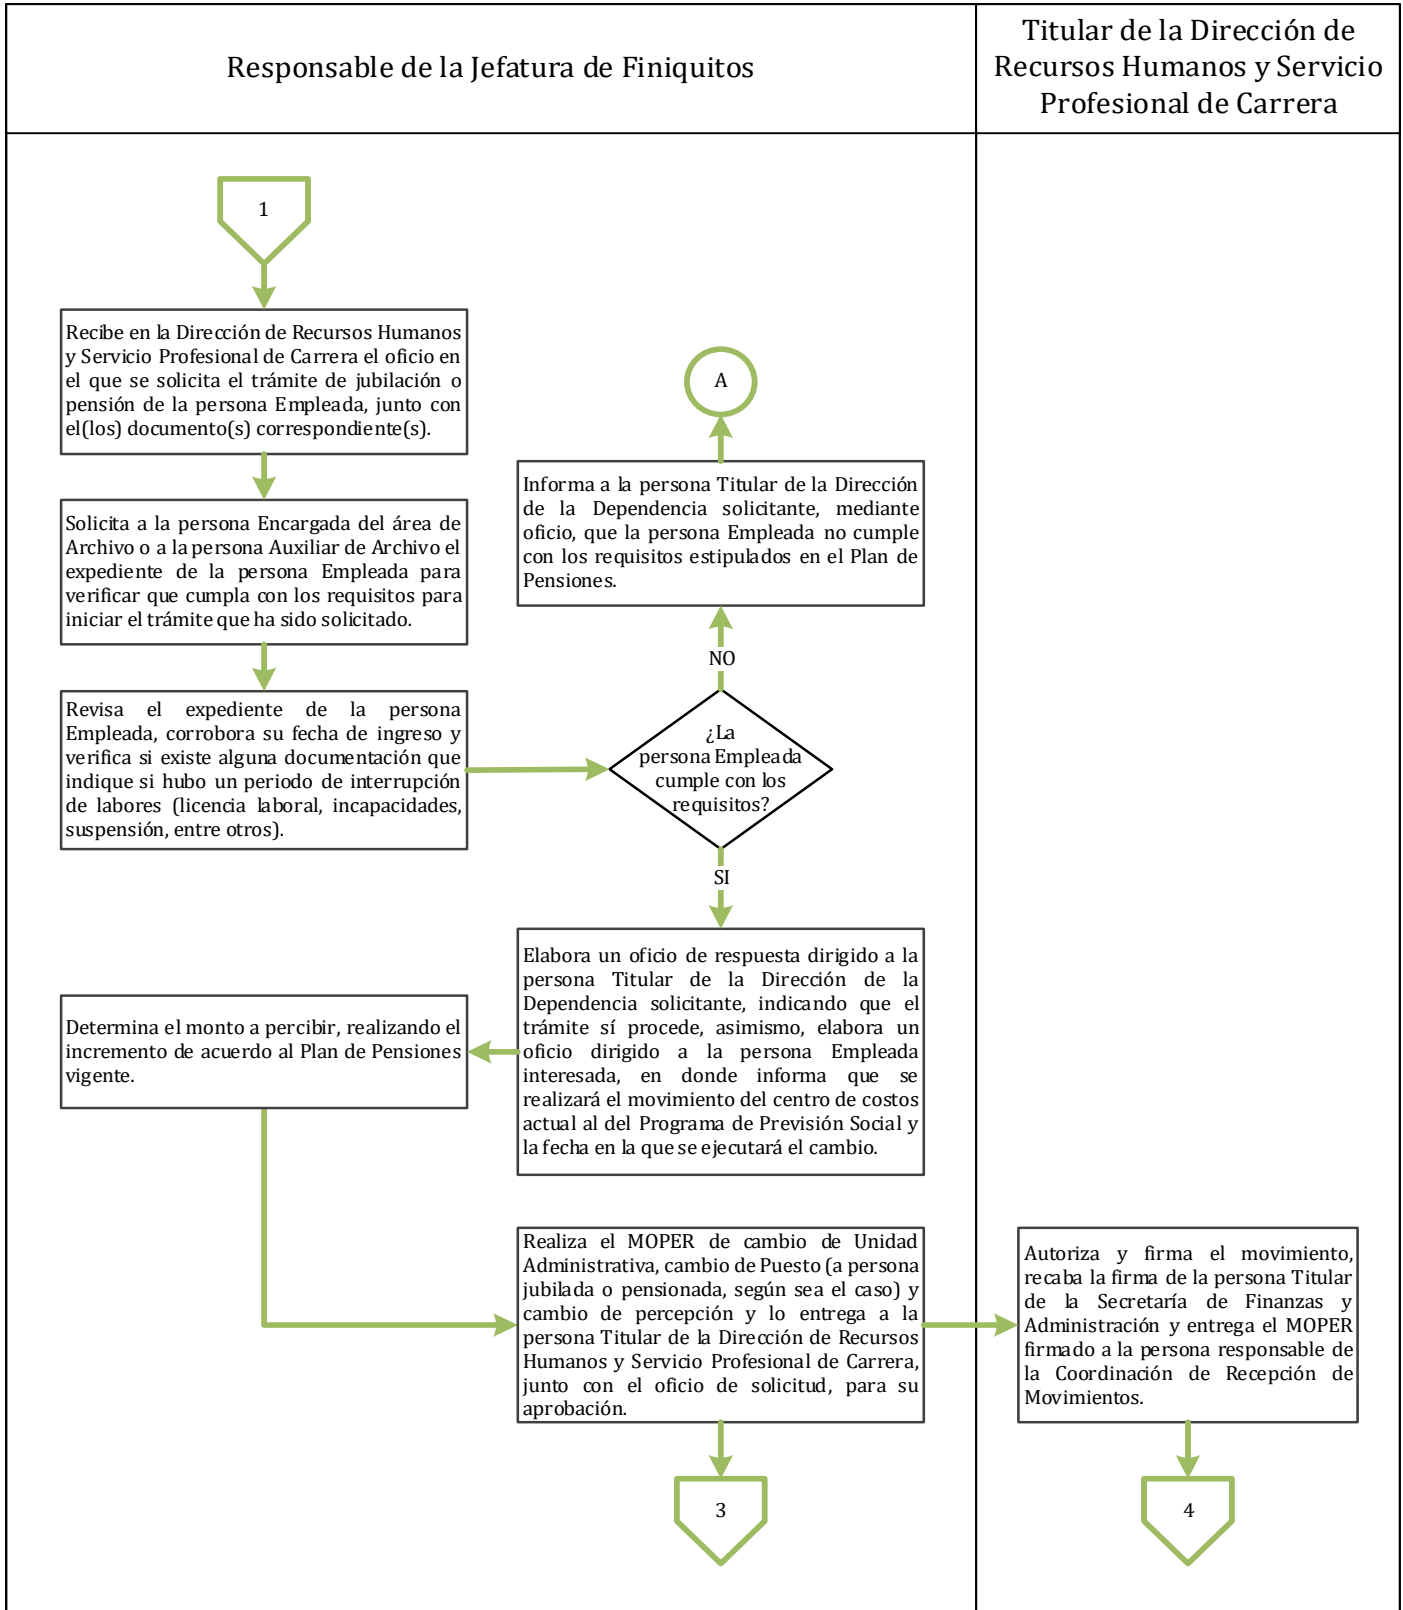 Responsable de la Jefatura de Finiquitos
Titular de la Dirección de
Recursos Humanos y Servicio
Profesional de Carrera
1
Recibe en la Dirección de Recursos Humanos
y Servicio Profesional de Carrera el oficio en
el que se solicita el trámite de jubilación o
pensión de la persona Empleada, junto con
el(los) documento(s) correspondiente(s).
Solicita a la persona Encargada del área de
Archivo o a la persona Auxiliar de Archivo el
expediente de la persona Empleada para
verificar que cumpla con los requisitos para
iniciar el trámite que ha sido solicitado.
Revisa el expediente de la persona
Empleada, corrobora su fecha de ingreso y
verifica si existe alguna documentación que
indique si hubo un periodo de interrupción
de labores (licencia laboral, incapacidades,
suspensión, entre otros).
A
Informa a la persona Titular de la Dirección
de la Dependencia solicitante, mediante
oficio, que la persona Empleada no cumple
con los requisitos estipulados en el Plan de
Pensiones.
NO
¿La
persona Empleada
cumple con los
requisitos?
SI
Elabora un oficio de respuesta dirigido a la
persona Titular de la Dirección de la
Dependencia solicitante, indicando que el
trámite sí procede, asimismo, elabora un
oficio dirigido a la persona Empleada
interesada, en donde informa que se
realizará el movimiento del centro de costos
actual al del Programa de Previsión Social y
la fecha en la que se ejecutará el cambio.
Determina el monto a percibir, realizando el
incremento de acuerdo al Plan de Pensiones
vigente.
Realiza el MOPER de cambio de Unidad
Administrativa, cambio de Puesto (a persona
jubilada o pensionada, según sea el caso) y
cambio de percepción y lo entrega a la
persona Titular de la Dirección de Recursos
Humanos y Servicio Profesional de Carrera,
junto con el oficio de solicitud, para su
aprobación.
Autoriza y firma el movimiento,
recaba la firma de la persona Titular
de la Secretaría de Finanzas y
Administración y entrega el MOPER
firmado a la persona responsable de
la Coordinación de Recepción de
Movimientos.
3
4